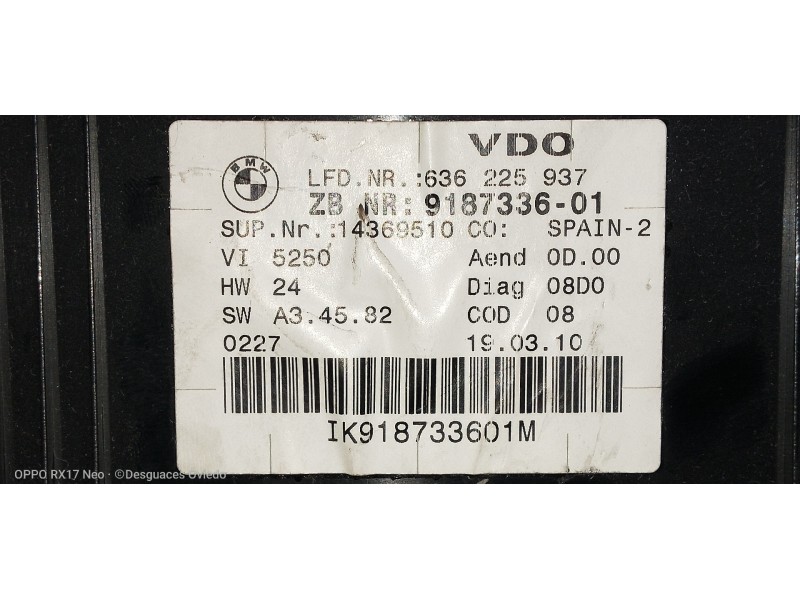 VDO
BMW
LFD.NR.:636 225 937
ZB NR: 9187336-01
SUP.Nr.:14369510 CO: SPAIN-2
VI 5250 Aend 0D.00
HW 24 Diag 08D0
SW A3.45.82 COD 08
0227 19.03.10
IK918733601M
OPPO RX17 Neo · ©Desguaces Oviedo